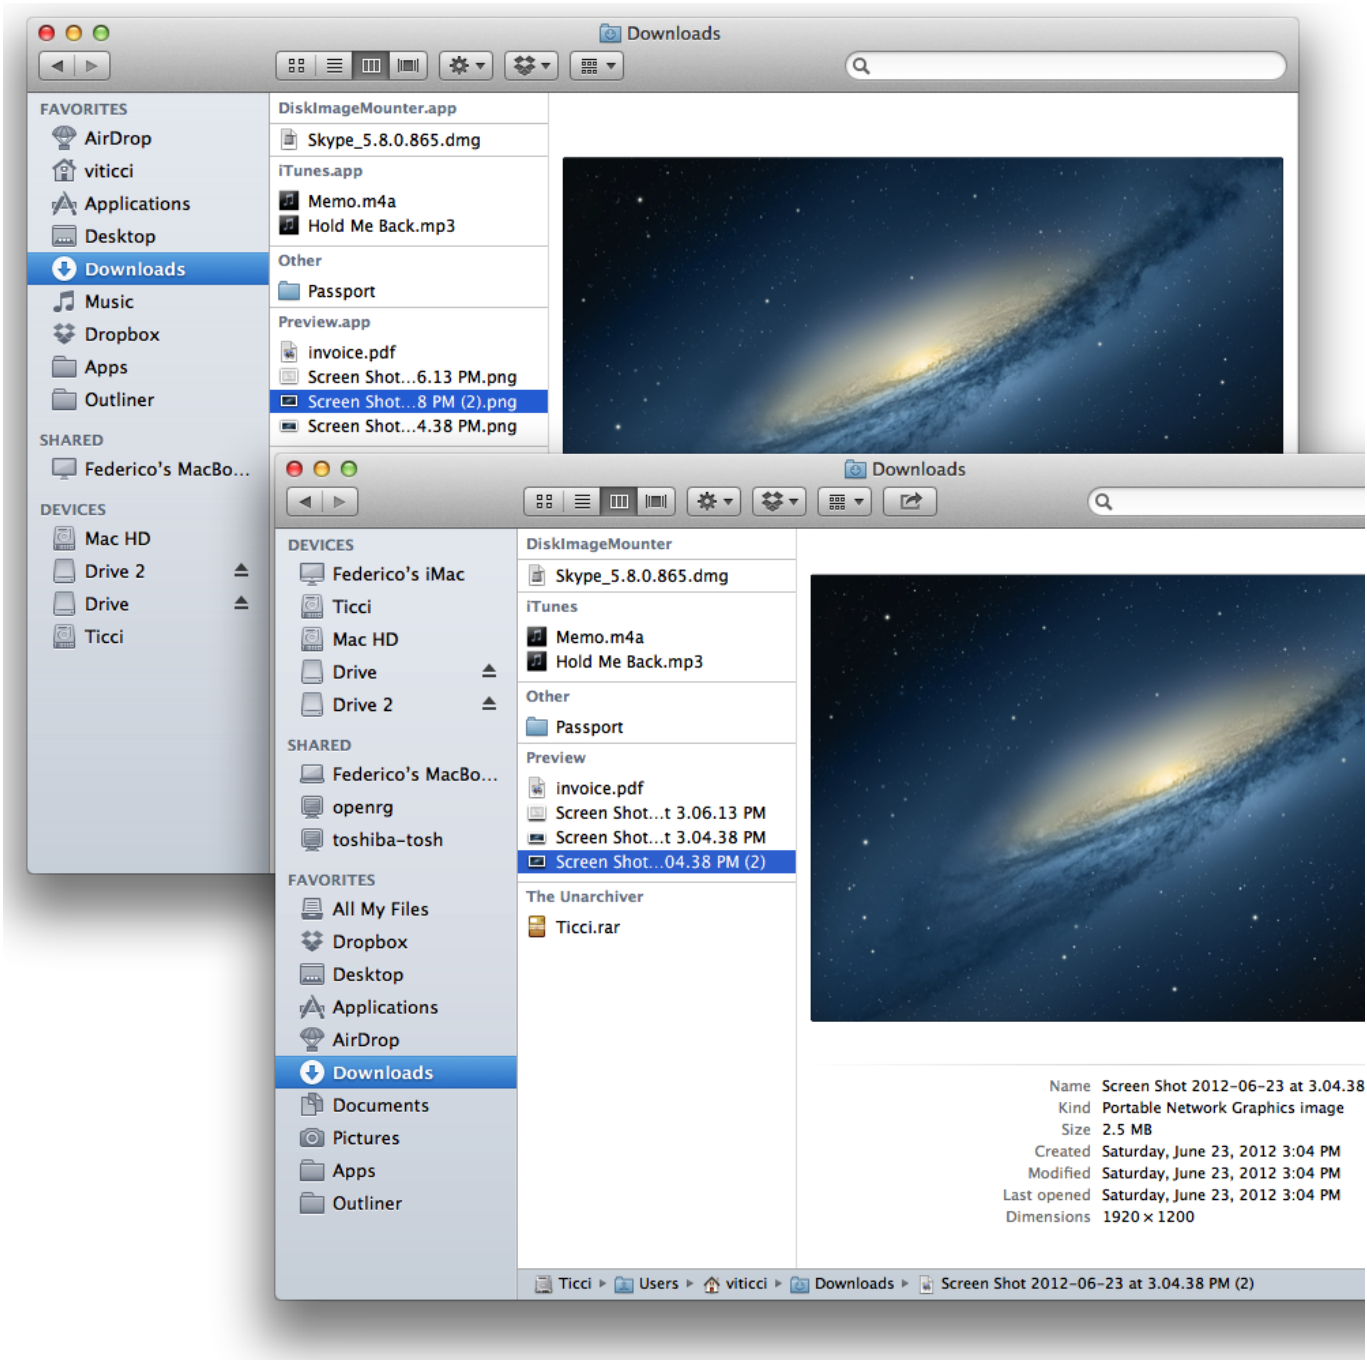 Downloads
FAVORITES
AirDrop
viticci
Applications
Desktop
Downloads
Music
Dropbox
Apps
Outliner
SHARED
Federico's MacBo...
DEVICES
Mac HD
Drive 2
Drive
Ticci
DiskImageMounter.app
Skype_5.8.0.865.dmg
iTunes.app
Memo.m4a
Hold Me Back.mp3
Other
Passport
Preview.app
invoice.pdf
Screen Shot...6.13 PM.png
Screen Shot...8 PM (2).png
Screen Shot...4.38 PM.png
Downloads
DEVICES
Federico's iMac
Ticci
Mac HD
Drive
Drive 2
SHARED
Federico's MacBo...
openrg
toshiba-tosh
FAVORITES
All My Files
Dropbox
Desktop
Applications
AirDrop
Downloads
Documents
Pictures
Apps
Outliner
DiskImageMounter
Skype_5.8.0.865.dmg
iTunes
Memo.m4a
Hold Me Back.mp3
Other
Passport
Preview
invoice.pdf
Screen Shot...t 3.06.13 PM
Screen Shot...t 3.04.38 PM
Screen Shot...04.38 PM (2)
The Unarchiver
Ticci.rar
Name Screen Shot 2012-06-23 at 3.04.38
Kind Portable Network Graphics image
Size 2.5 MB
Created Saturday, June 23, 2012 3:04 PM
Modified Saturday, June 23, 2012 3:04 PM
Last opened Saturday, June 23, 2012 3:04 PM
Dimensions 1920 × 1200
Ticci ▸ Users ▸ viticci ▸ Downloads ▸ Screen Shot 2012-06-23 at 3.04.38 PM (2)